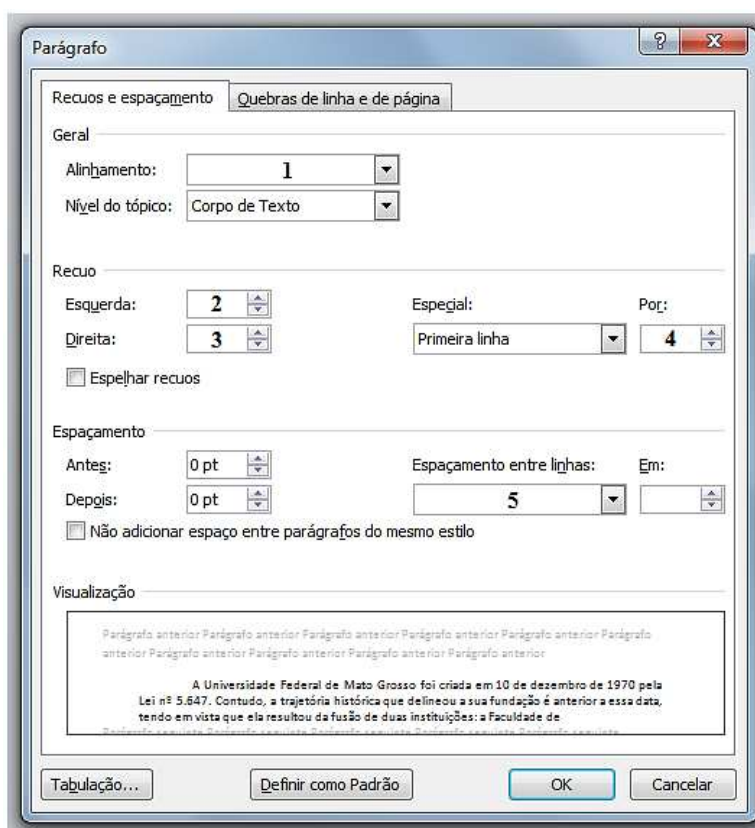 Parágrafo
Recuos e espaçamento Quebras de linha e de página
Geral
Alinhamento: 1
Nível do tópico: Corpo de Texto
Recuo
Esquerda: 2 Especial: Por:
Direita: 3 Primeira linha 4
Espelhar recuos
Espaçamento
Antes: 0 pt Espaçamento entre linhas: Em:
Depois: 0 pt 5
Não adicionar espaço entre parágrafos do mesmo estilo
Visualização
Parágrafo anterior Parágrafo anterior Parágrafo anterior Parágrafo anterior Parágrafo anterior Parágrafo
anterior Parágrafo anterior Parágrafo anterior Parágrafo anterior Parágrafo anterior
A Universidade Federal de Mato Grosso foi criada em 10 de dezembro de 1970 pela
Lei nº 5.647. Contudo, a trajetória histórica que delineou a sua fundação é anterior a essa data,
tendo em vista que ela resultou da fusão de duas instituições: a Faculdade de
Tabulação... Definir como Padrão OK Cancelar